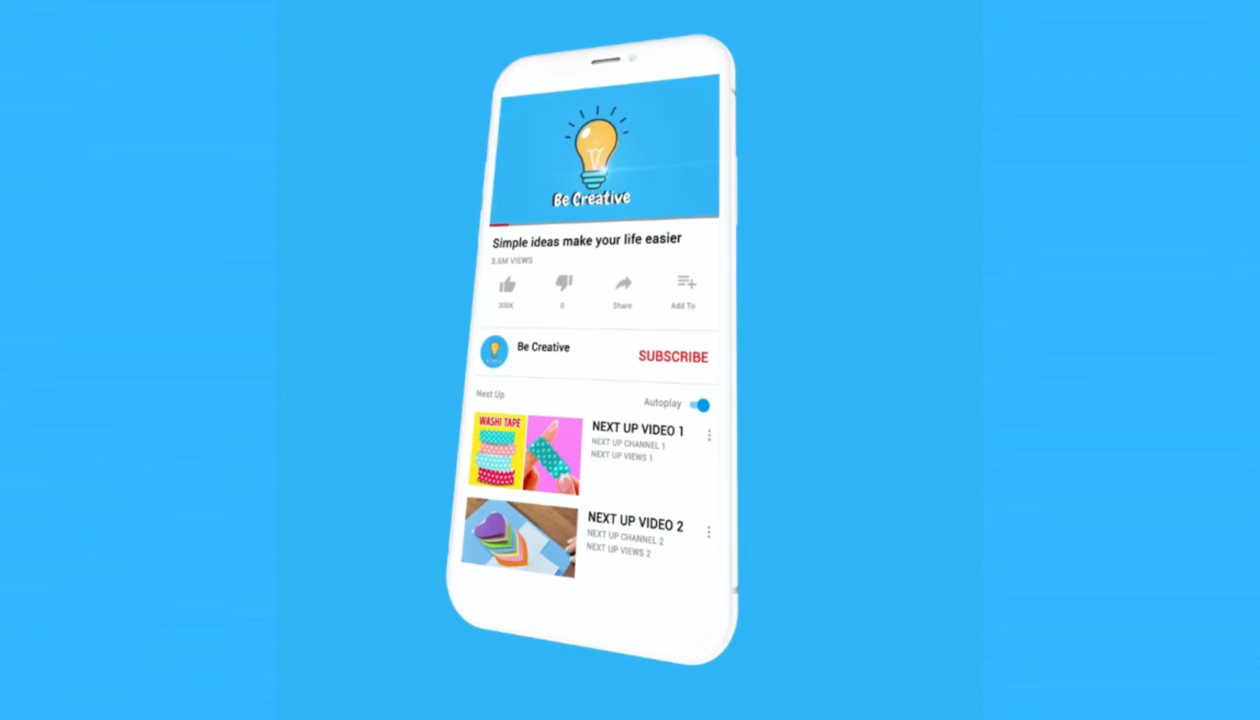 Be Creative
Simple ideas make your life easier
3.6M VIEWS
300K
0
Share
Add To
Be Creative
SUBSCRIBE
Next Up
Autoplay
WASHI TAPE
NEXT UP VIDEO 1
NEXT UP CHANNEL 1
NEXT UP VIEWS 1
NEXT UP VIDEO 2
NEXT UP CHANNEL 2
NEXT UP VIEWS 2